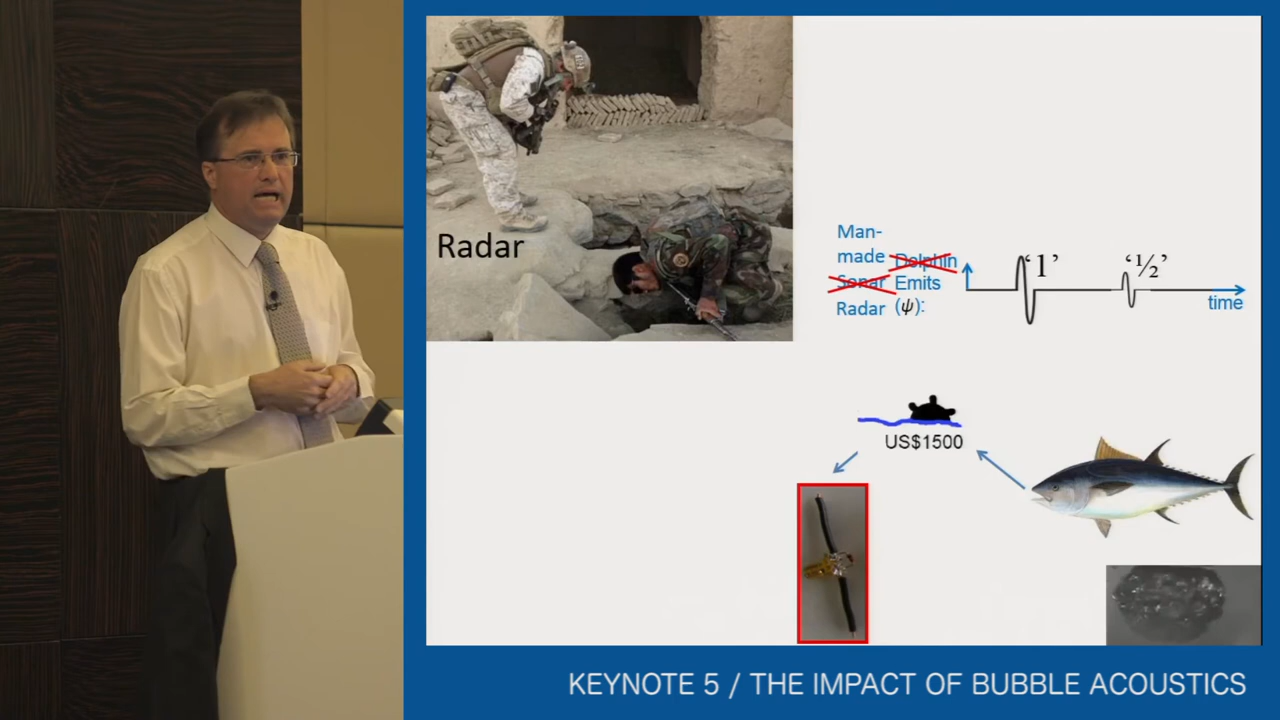 Radar
Man-
made Dolphin
Sonar Emits
Radar (ψ):
‘1’ ‘½’
time
US$1500
KEYNOTE 5 / THE IMPACT OF BUBBLE ACOUSTICS